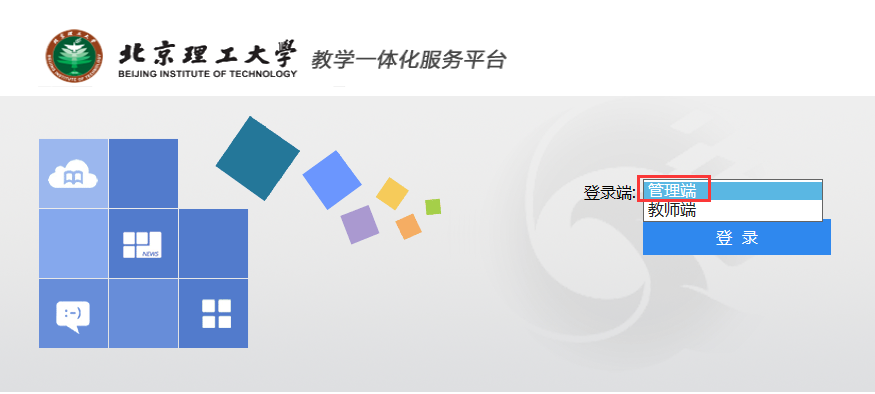 北京理工大學
BEIJING INSTITUTE OF TECHNOLOGY
教学一体化服务平台
登录端:
管理端
教师端
登 录
NEWS
:-)